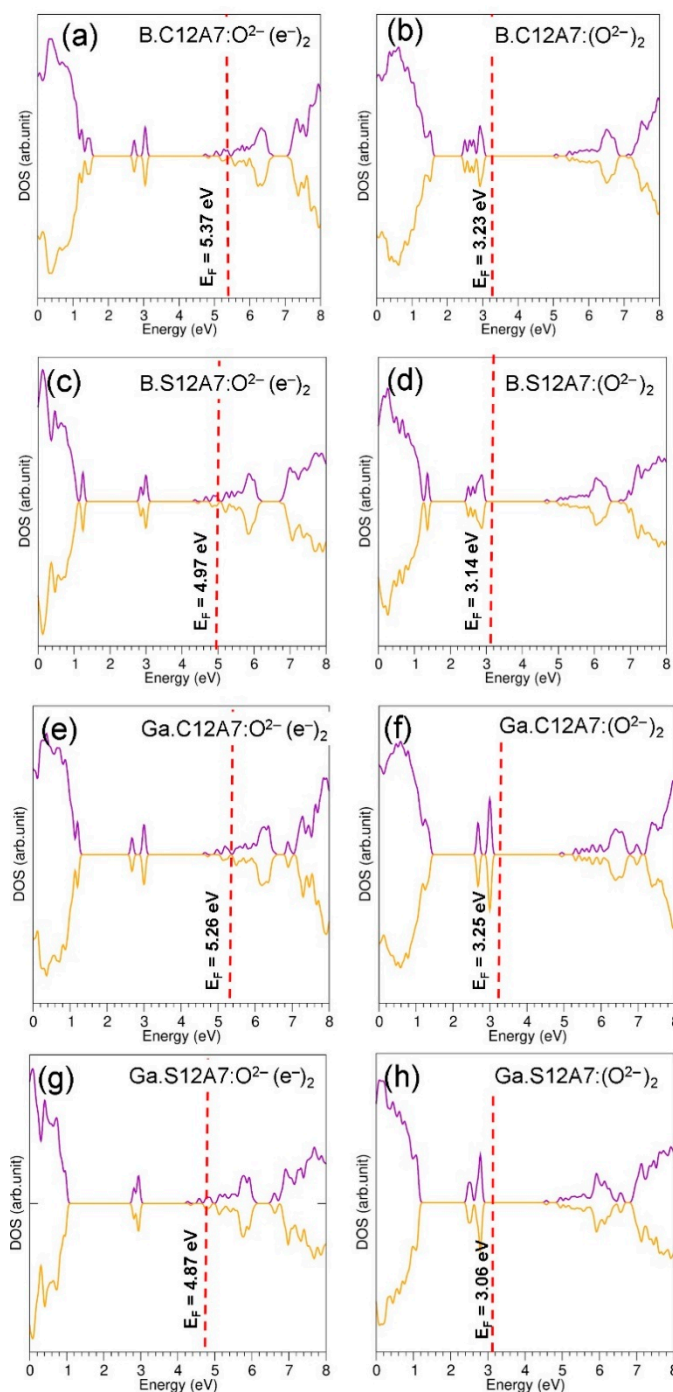 (a) B.C12A7:O²⁻ (e⁻)₂
DOS (arb.unit)
E_F = 5.37 eV
0 1 2 3 4 5 6 7 8
Energy (eV)
(b) B.C12A7:(O²⁻)₂
DOS (arb.unit)
E_F = 3.23 eV
0 1 2 3 4 5 6 7 8
Energy (eV)
(c) B.S12A7:O²⁻ (e⁻)₂
DOS (arb.unit)
E_F = 4.97 eV
0 1 2 3 4 5 6 7 8
Energy (eV)
(d) B.S12A7:(O²⁻)₂
DOS (arb.unit)
E_F = 3.14 eV
0 1 2 3 4 5 6 7 8
Energy (eV)
(e) Ga.C12A7:O²⁻ (e⁻)₂
DOS (arb.unit)
E_F = 5.26 eV
0 1 2 3 4 5 6 7 8
Energy (eV)
(f) Ga.C12A7:(O²⁻)₂
DOS (arb.unit)
E_F = 3.25 eV
0 1 2 3 4 5 6 7 8
Energy (eV)
(g) Ga.S12A7:O²⁻ (e⁻)₂
DOS (arb.unit)
E_F = 4.87 eV
0 1 2 3 4 5 6 7 8
Energy (eV)
(h) Ga.S12A7:(O²⁻)₂
DOS (arb.unit)
E_F = 3.06 eV
0 1 2 3 4 5 6 7 8
Energy (eV)